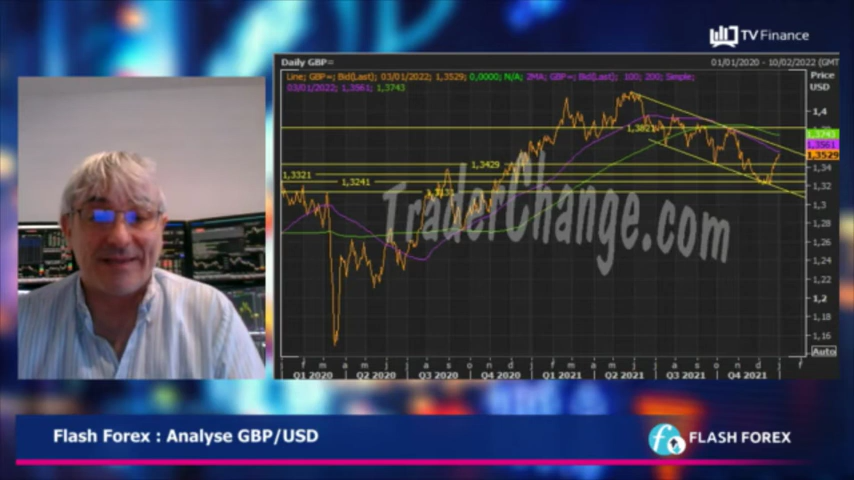 TV Finance
Daily GBP=
01/01/2020 - 10/02/2022 (GMT
Line; GBP=; Bid(Last); 03/01/2022; 1,3529; 0,0000; N/A; 2MA; GBP=; Bid(Last); 100; 200; Simple;
03/01/2022; 1,3561; 1,3743
Price
USD
1,4
1,3743
1,3561
1,3529
1,34
1,32
1,3
1,28
1,26
1,24
1,22
1,2
1,18
1,16
Auto
1,3821
1,3429
1,3321
1,3241
TraderChange.com
f m a m j j a s o n d j f m a m j j a s o n d j f
Q1 2020 Q2 2020 Q3 2020 Q4 2020 Q1 2021 Q2 2021 Q3 2021 Q4 2021
Flash Forex : Analyse GBP/USD
FLASH FOREX